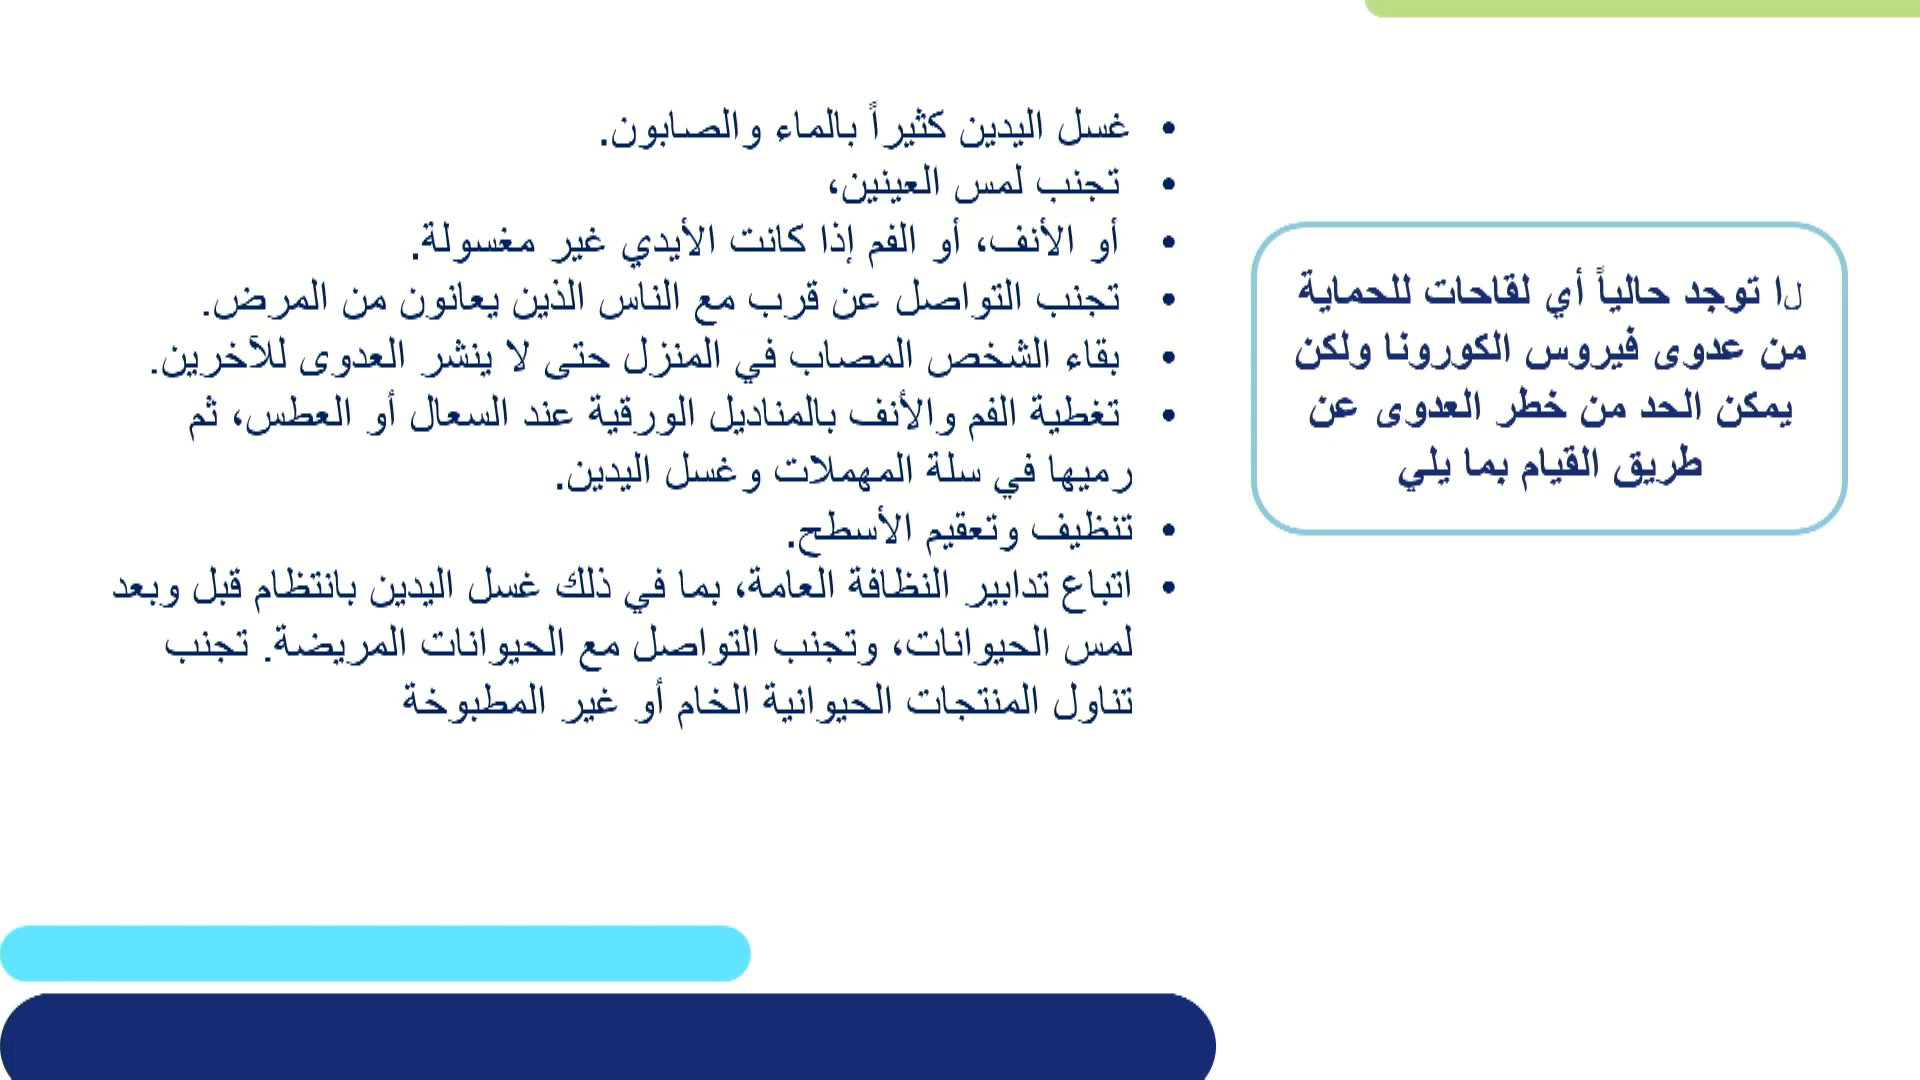 لا توجد حالياً أي لقاحات للحماية
من عدوى فيروس الكورونا ولكن
يمكن الحد من خطر العدوى عن
طريق القيام بما يلي
• غسل اليدين كثيراً بالماء والصابون.
• تجنب لمس العينين،
• أو الأنف، أو الفم إذا كانت الأيدي غير مغسولة.
• تجنب التواصل عن قرب مع الناس الذين يعانون من المرض.
• بقاء الشخص المصاب في المنزل حتى لا ينشر العدوى للآخرين.
• تغطية الفم والأنف بالمناديل الورقية عند السعال أو العطس، ثم
رميها في سلة المهملات وغسل اليدين.
• تنظيف وتعقيم الأسطح.
• اتباع تدابير النظافة العامة، بما في ذلك غسل اليدين بانتظام قبل وبعد
لمس الحيوانات، وتجنب التواصل مع الحيوانات المريضة. تجنب
تناول المنتجات الحيوانية الخام أو غير المطبوخة